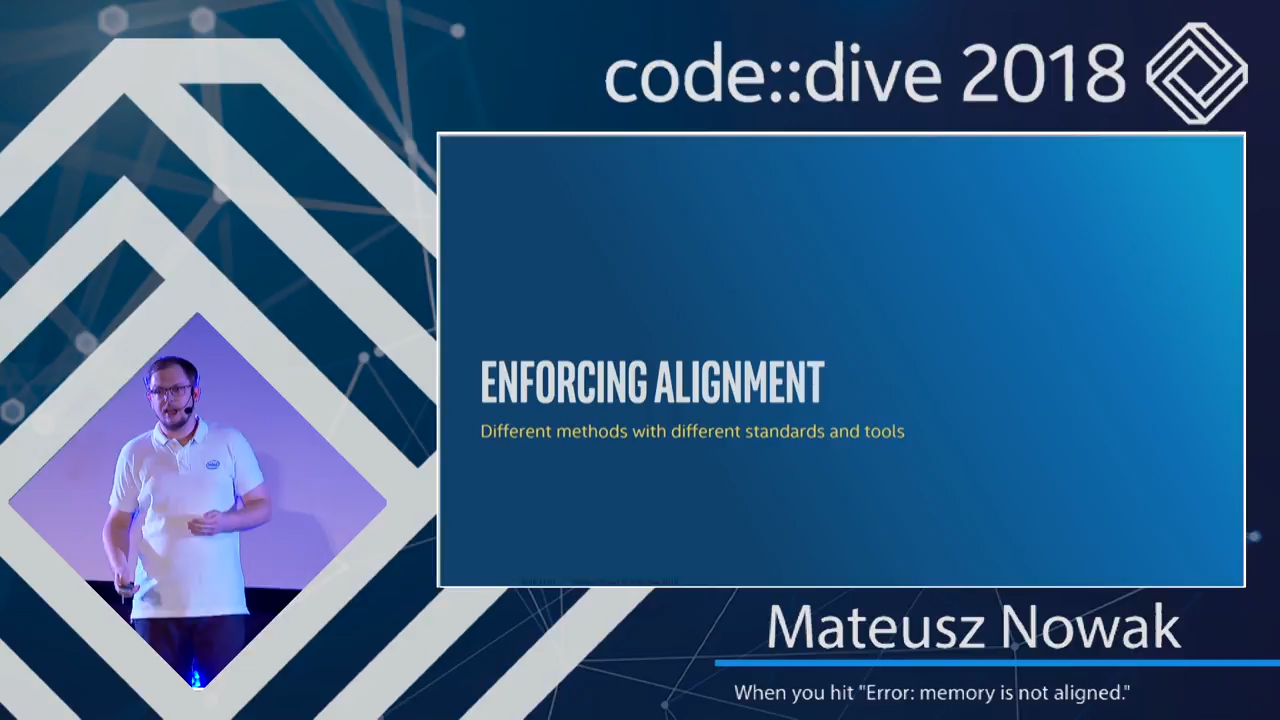 code::dive 2018
ENFORCING ALIGNMENT
Different methods with different standards and tools
Mateusz Nowak
When you hit "Error: memory is not aligned."